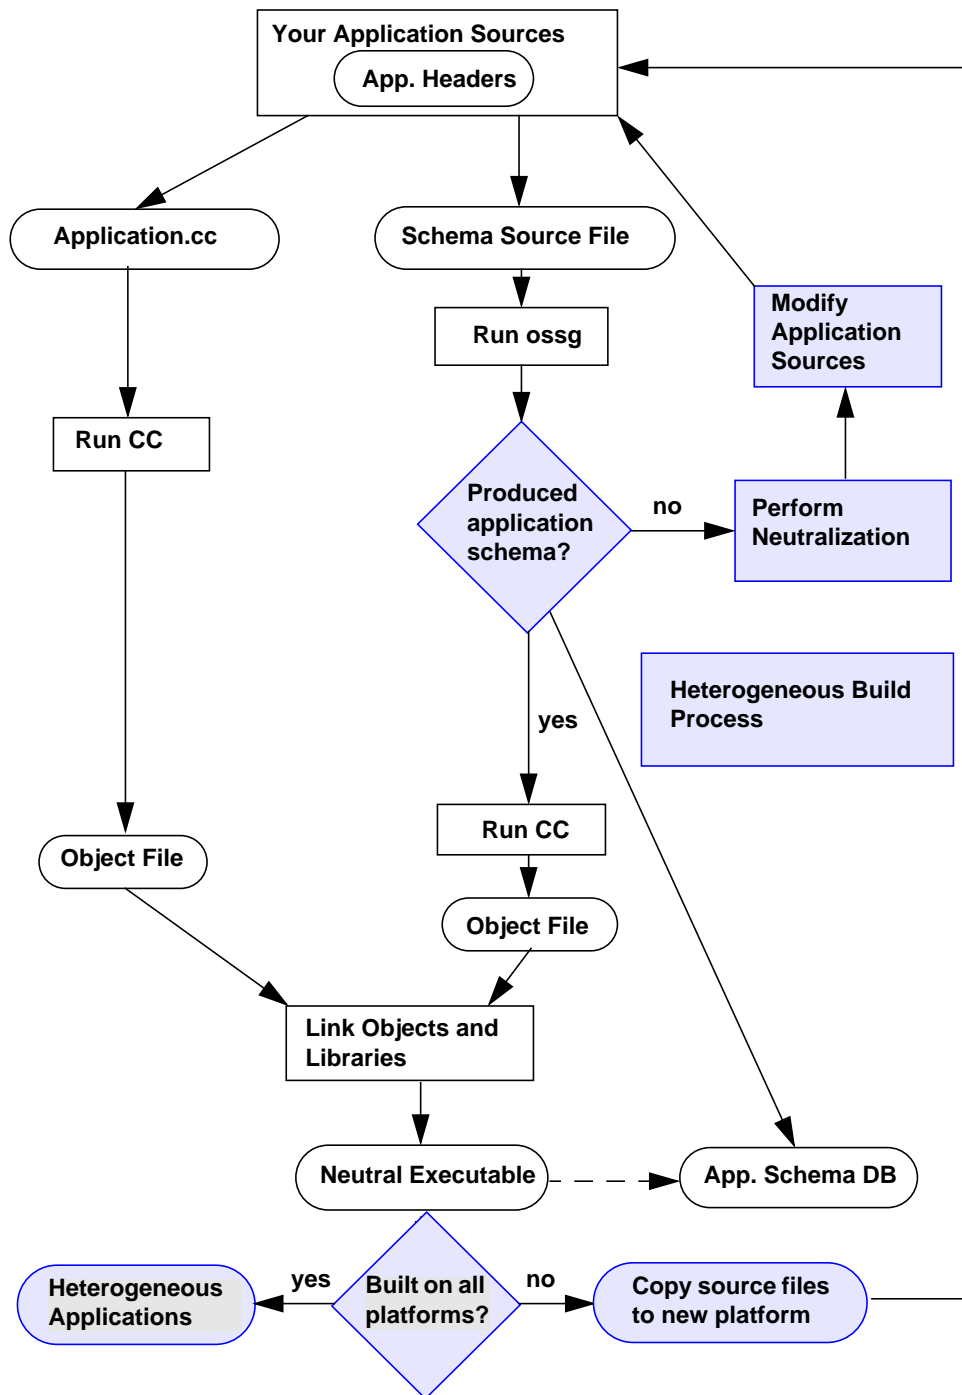 Your Application Sources
App. Headers
Application.cc
Schema Source File
Modify
Application
Sources
Run ossg
Run CC
Produced
application
schema?
no
Perform
Neutralization
Heterogeneous Build
Process
yes
Run CC
Object File
Object File
Link Objects and
Libraries
Neutral Executable
App. Schema DB
Heterogeneous
Applications
yes
Built on all
platforms?
no
Copy source files
to new platform